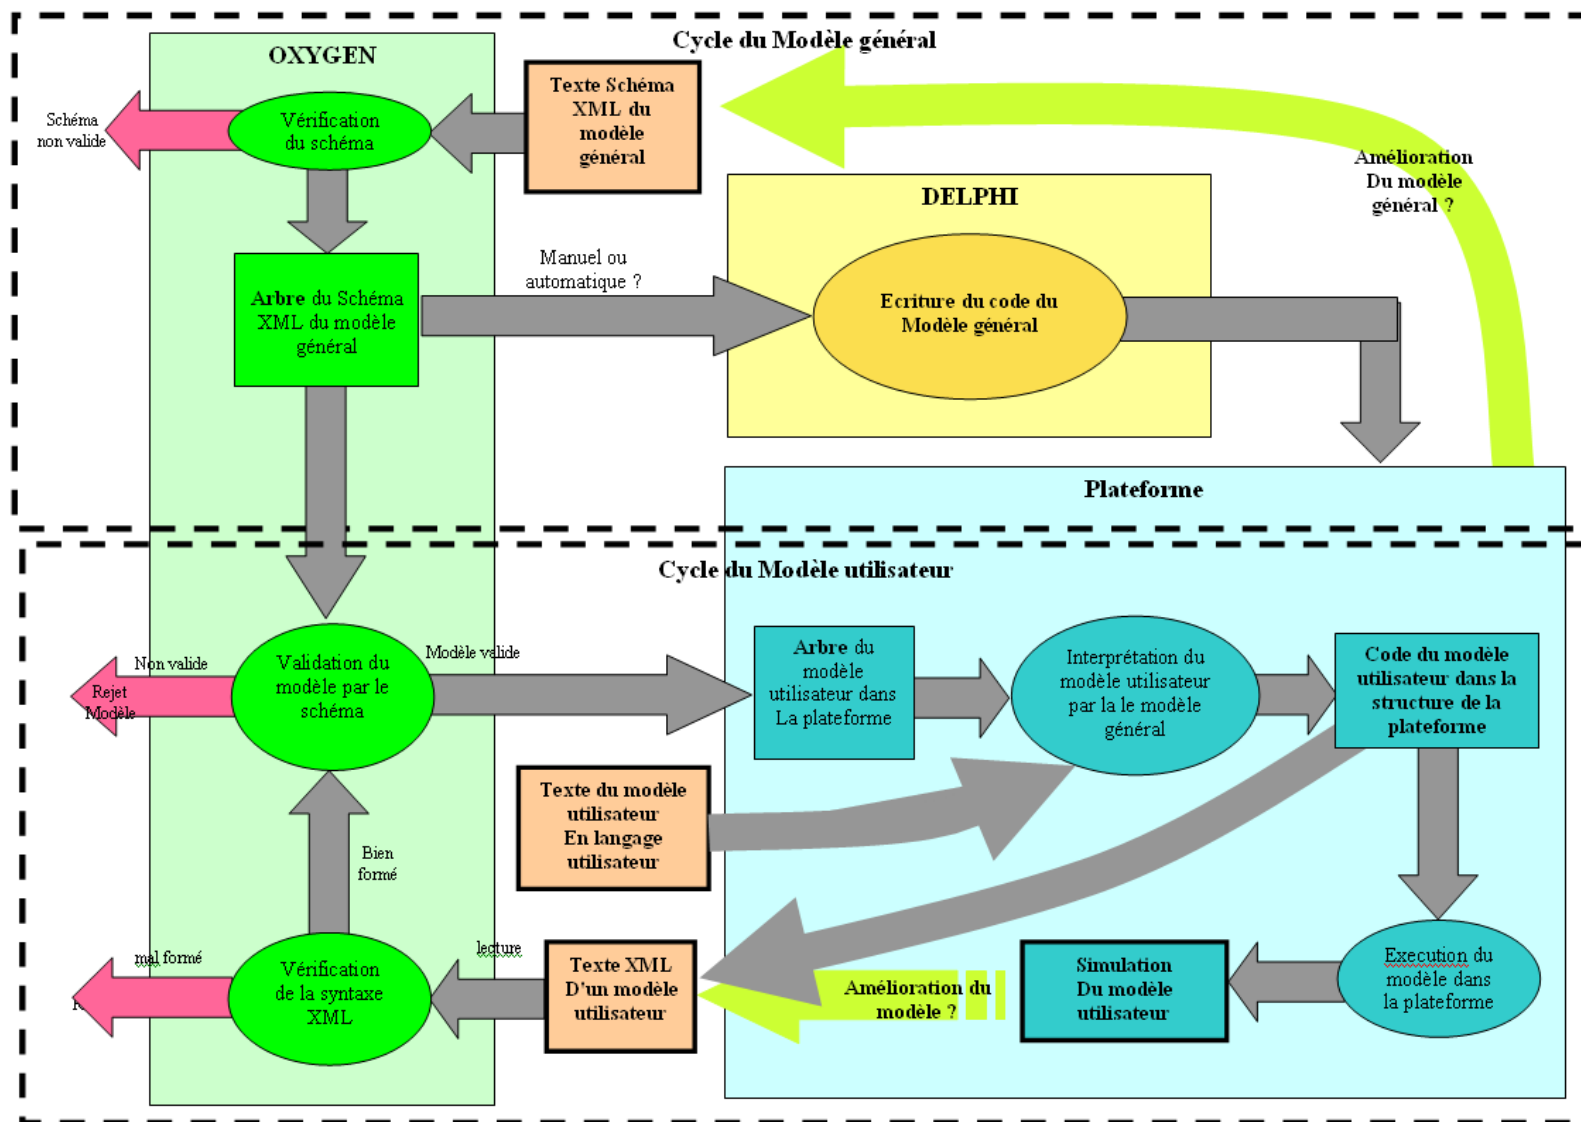 Cycle du Modèle général
OXYGEN
Texte Schéma
XML du
modèle
général
Vérification
du schéma
Schéma
non valide
Amélioration
Du modèle
général ?
DELPHI
Manuel ou
automatique ?
Arbre du Schéma
XML du modèle
général
Ecriture du code du
Modèle général
Plateforme
Cycle du Modèle utilisateur
Modèle valide
Non valide
Rejet
Modèle
Validation du
modèle par le
schéma
Arbre du
modèle
utilisateur dans
La plateforme
Interprétation du
modèle utilisateur
par la le modèle
général
Code du modèle
utilisateur dans la
structure de la
plateforme
Texte du modèle
utilisateur
En langage
utilisateur
Bien
formé
mal formé
lecture
Vérification
de la syntaxe
XML
Texte XML
D'un modèle
utilisateur
Amélioration du
modèle ?
Simulation
Du modèle
utilisateur
Execution du
modèle dans
la plateforme